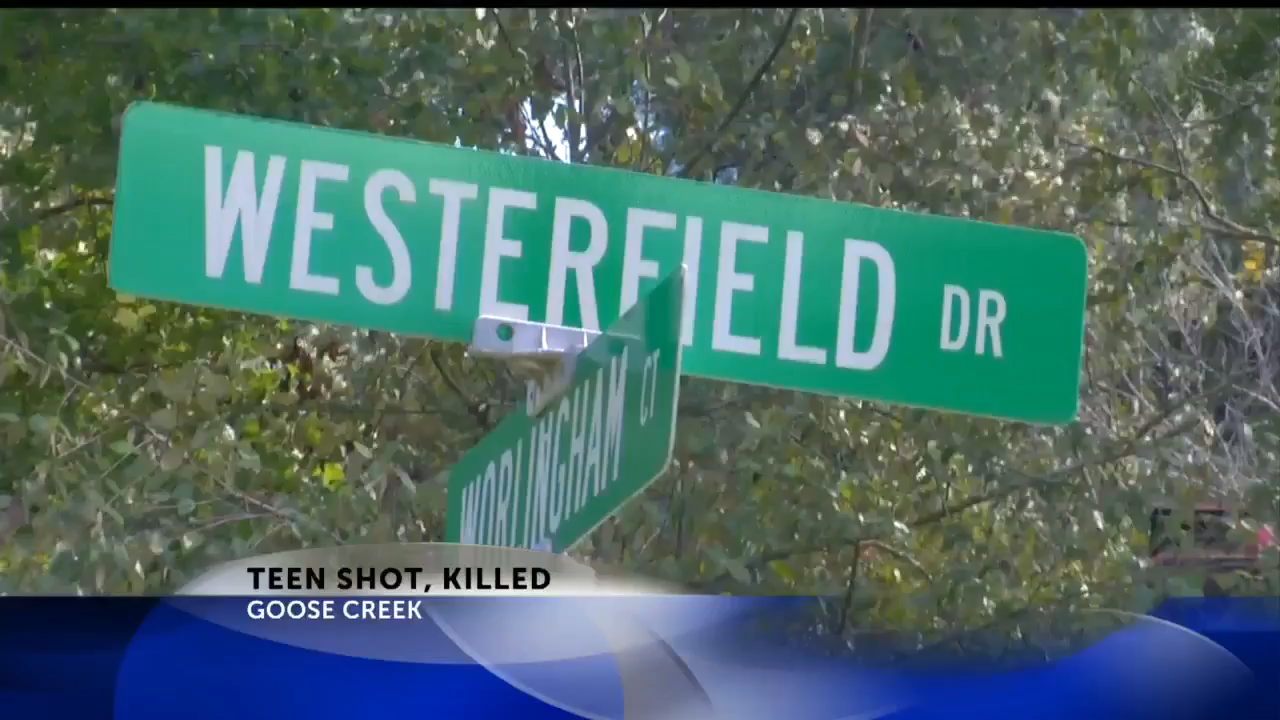 WESTERFIELD DR
WORLINGHAM CT
TEEN SHOT, KILLED
GOOSE CREEK